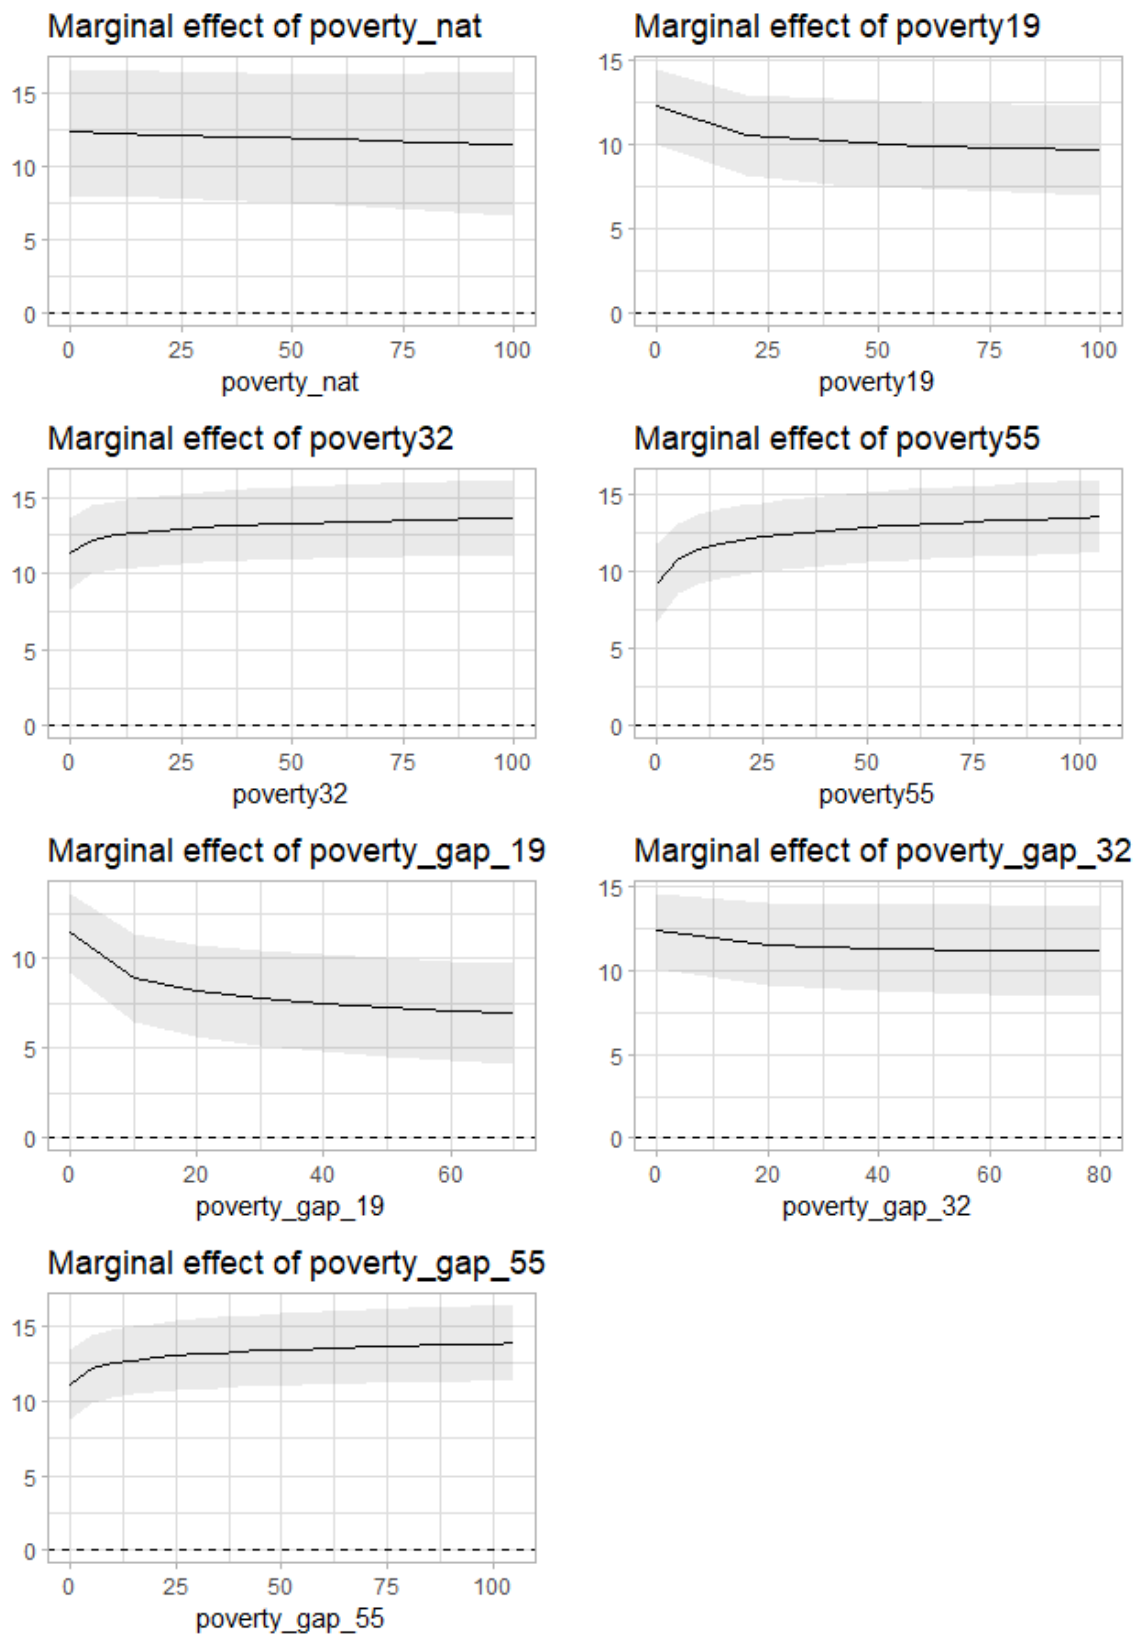 Marginal effect of poverty_nat
15
10
5
0
0 25 50 75 100
poverty_nat
Marginal effect of poverty19
15
10
5
0
0 25 50 75 100
poverty19
Marginal effect of poverty32
15
10
5
0
0 25 50 75 100
poverty32
Marginal effect of poverty55
15
10
5
0
0 25 50 75 100
poverty55
Marginal effect of poverty_gap_19
10
5
0
0 20 40 60
poverty_gap_19
Marginal effect of poverty_gap_32
15
10
5
0
0 20 40 60 80
poverty_gap_32
Marginal effect of poverty_gap_55
15
10
5
0
0 25 50 75 100
poverty_gap_55